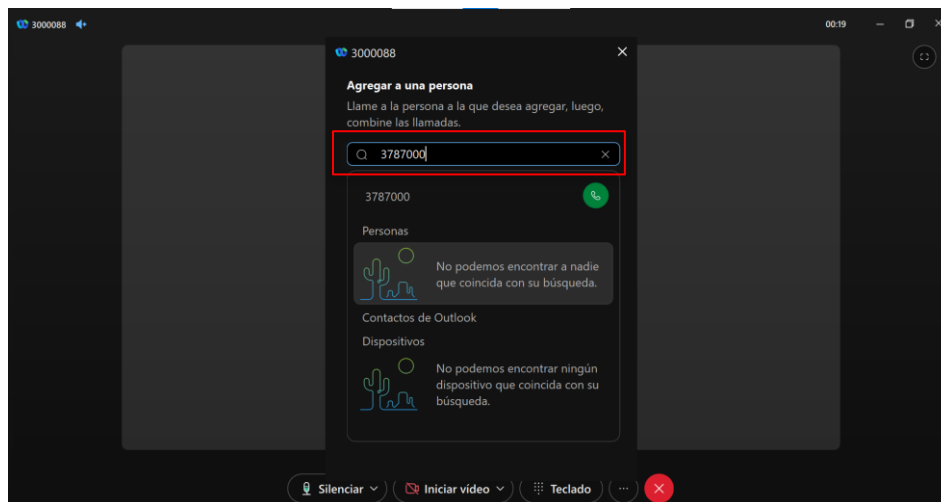 3000088
00:19
3000088
Agregar a una persona
Llame a la persona a la que desea agregar, luego,
combine las llamadas.
3787000
3787000
Personas
No podemos encontrar a nadie
que coincida con su búsqueda.
Contactos de Outlook
Dispositivos
No podemos encontrar ningún
dispositivo que coincida con su
búsqueda.
Silenciar
Iniciar vídeo
Teclado